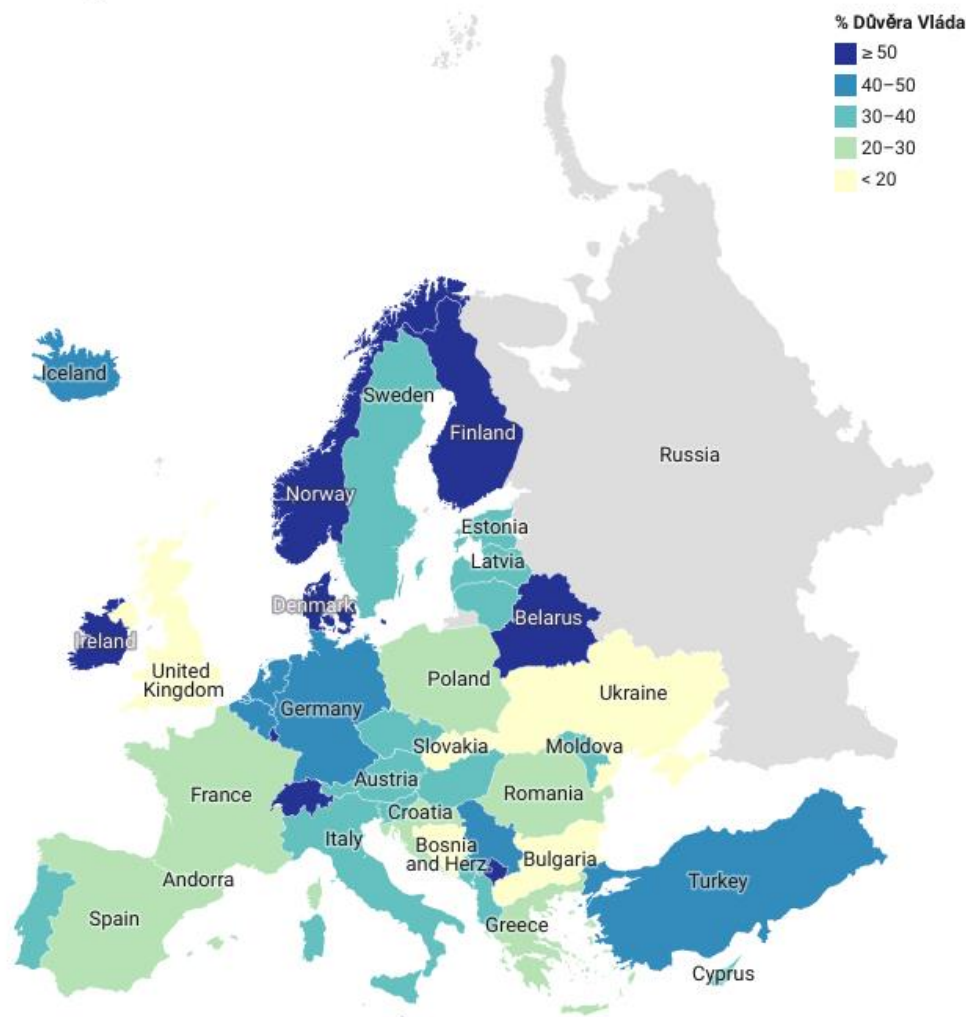 % Důvěra Vláda
≥ 50
40–50
30–40
20–30
< 20
Iceland
Sweden
Finland
Norway
Russia
Estonia
Latvia
Denmark
Belarus
Ireland
United
Kingdom
Poland
Ukraine
Germany
Slovakia
Moldova
Austria
France
Romania
Croatia
Italy
Bosnia
and Herz.
Bulgaria
Andorra
Turkey
Spain
Greece
Cyprus